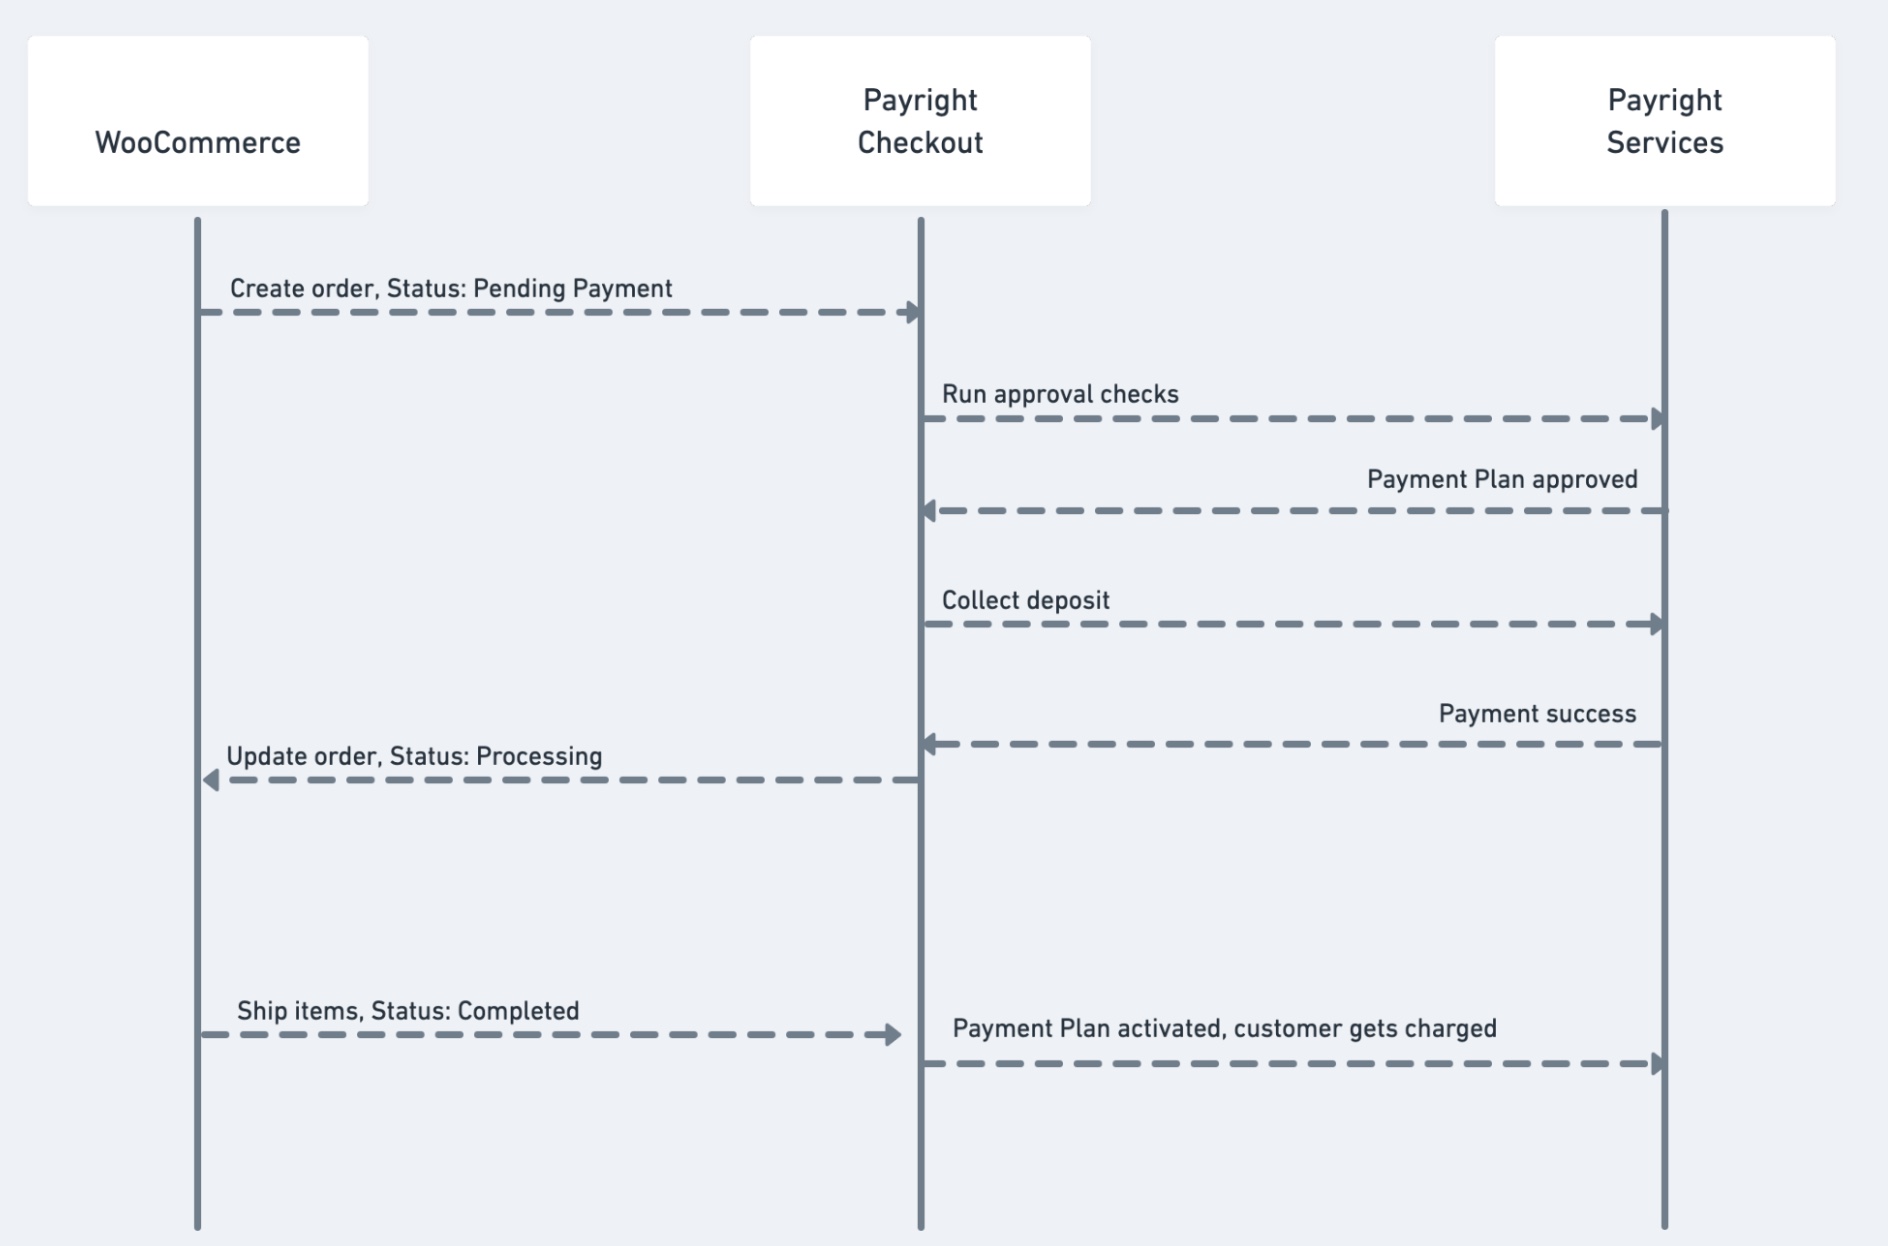 WooCommerce
Payright
Checkout
Payright
Services
Create order, Status: Pending Payment
Run approval checks
Payment Plan approved
Collect deposit
Payment success
Update order, Status: Processing
Ship items, Status: Completed
Payment Plan activated, customer gets charged